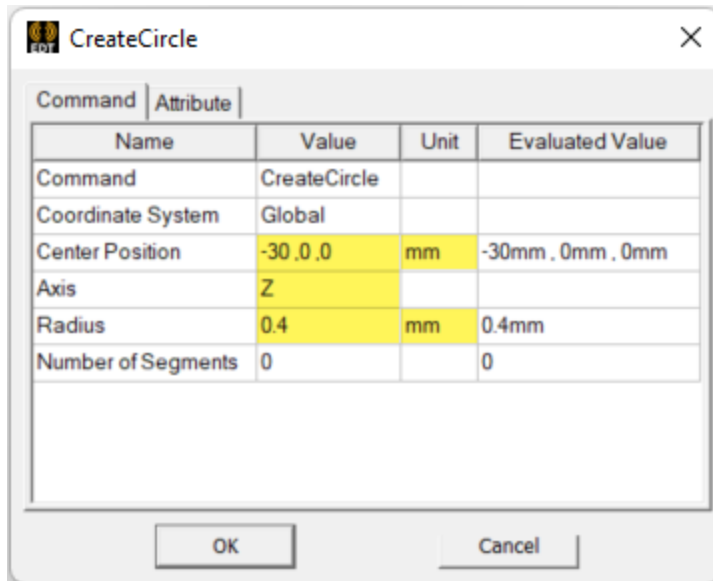 EDT CreateCircle
Command Attribute
Name Value Unit Evaluated Value
Command CreateCircle
Coordinate System Global
Center Position -30 ,0 ,0 mm -30mm , 0mm , 0mm
Axis Z
Radius 0.4 mm 0.4mm
Number of Segments 0 0
OK Cancel